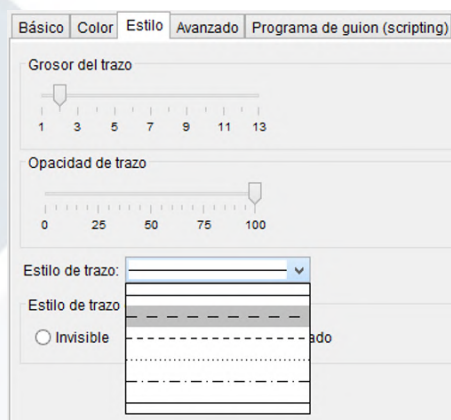 Básico Color Estilo Avanzado Programa de guion (scripting)
Grosor del trazo
1 3 5 7 9 11 13
Opacidad de trazo
0 25 50 75 100
Estilo de trazo:
Estilo de trazo
Invisible ado